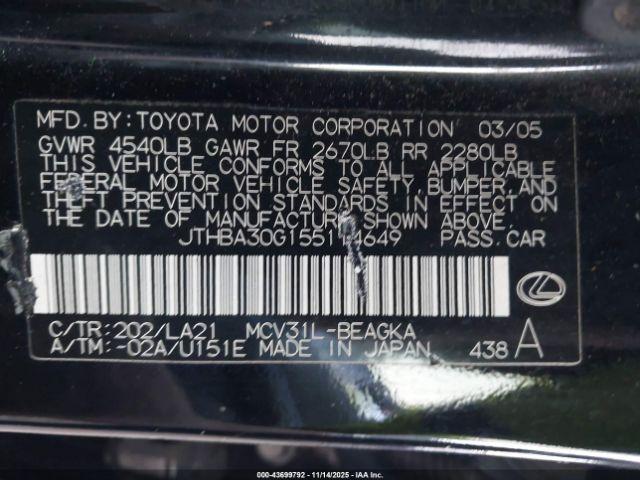 MFD. BY: TOYOTA MOTOR CORPORATION 03/05
GVWR 4540LB GAWR FR 2670LB RR 2280LB
THIS VEHICLE CONFORMS TO ALL APPLICABLE
FEDERAL MOTOR VEHICLE SAFETY, BUMPER, AND
THEFT PREVENTION STANDARDS IN EFFECT ON
THE DATE OF MANUFACTURE SHOWN ABOVE.
PASS. CAR
C/TR: 202/LA21 MCV31L-BEAGKA
A/TM: -02A/U151E MADE IN JAPAN 438 A
000-43699792 - 11/14/2025 - IAA Inc.